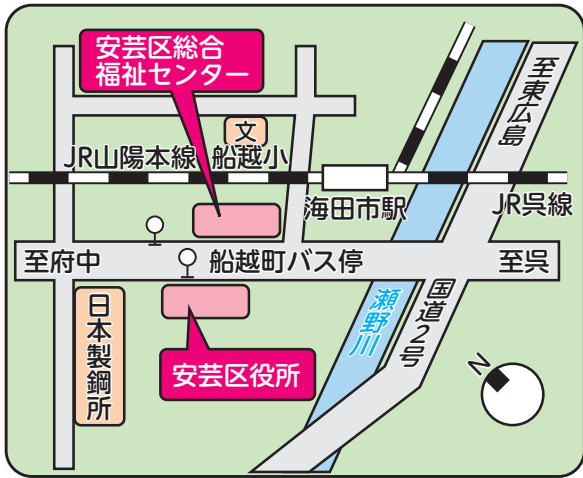 安芸区総合
福祉センター
文
JR山陽本線
船越小
海田市駅
JR呉線
至東広島
至府中
船越町バス停
至呉
日本製鋼所
瀬野川
国道2号
安芸区役所
N